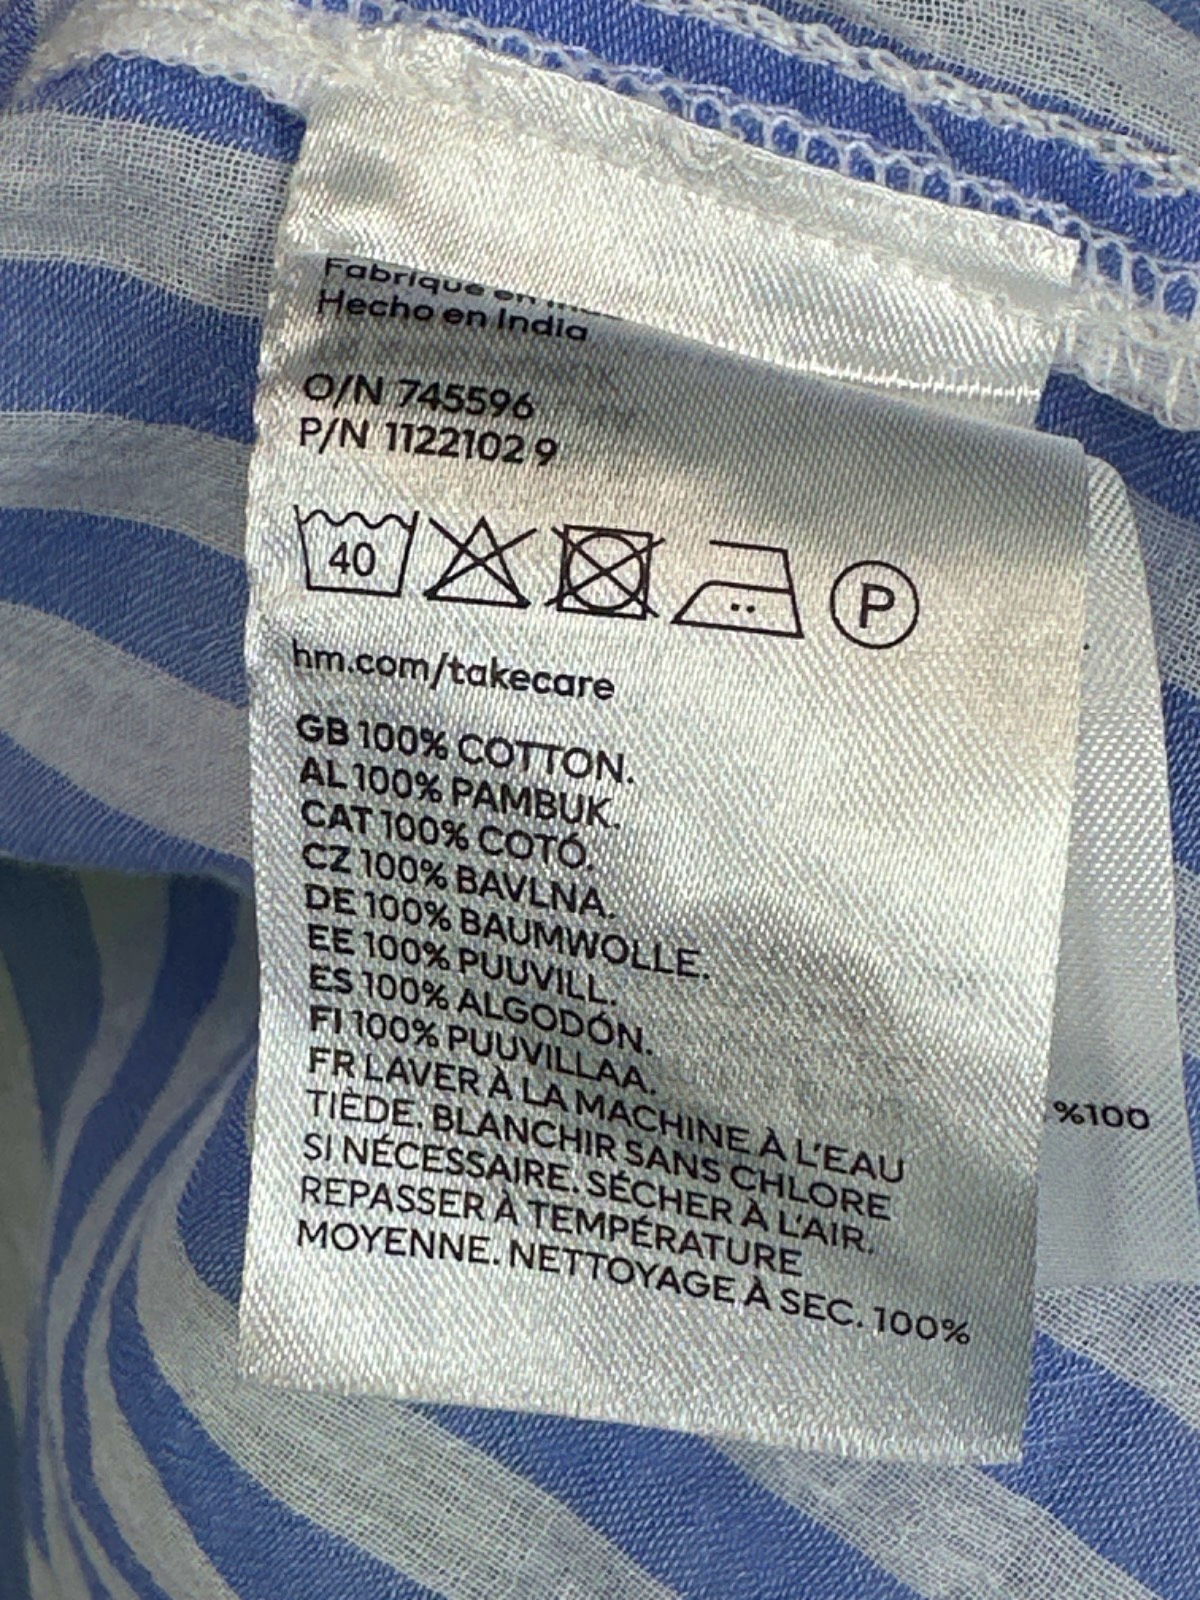 Fabriqué en
Hecho en India
O/N 745596
P/N 1122102 9
40
P
hm.com/takecare
GB 100% COTTON.
AL 100% PAMBUK.
CAT 100% COTÓ.
CZ 100% BAVLNA.
DE 100% BAUMWOLLE.
EE 100% PUUVILL.
ES 100% ALGODÓN.
FI 100% PUUVILLAA.
FR LAVER À LA MACHINE À L'EAU
TIÈDE. BLANCHIR SANS CHLORE
SI NÉCESSAIRE. SÉCHER À L'AIR.
REPASSER À TEMPÉRATURE
MOYENNE. NETTOYAGE À SEC. 100%
%100